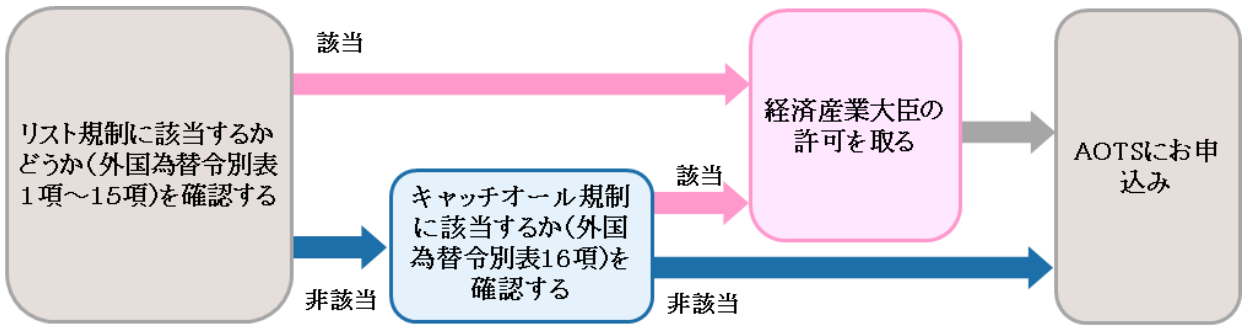 リスト規制に該当するか
どうか(外国為替令別表
1項～15項)を確認する
該当
非該当
キャッチオール規制
に該当するか(外国
為替令別表16項)を
確認する
該当
非該当
経済産業大臣の
許可を取る
AOTSにお申
込み